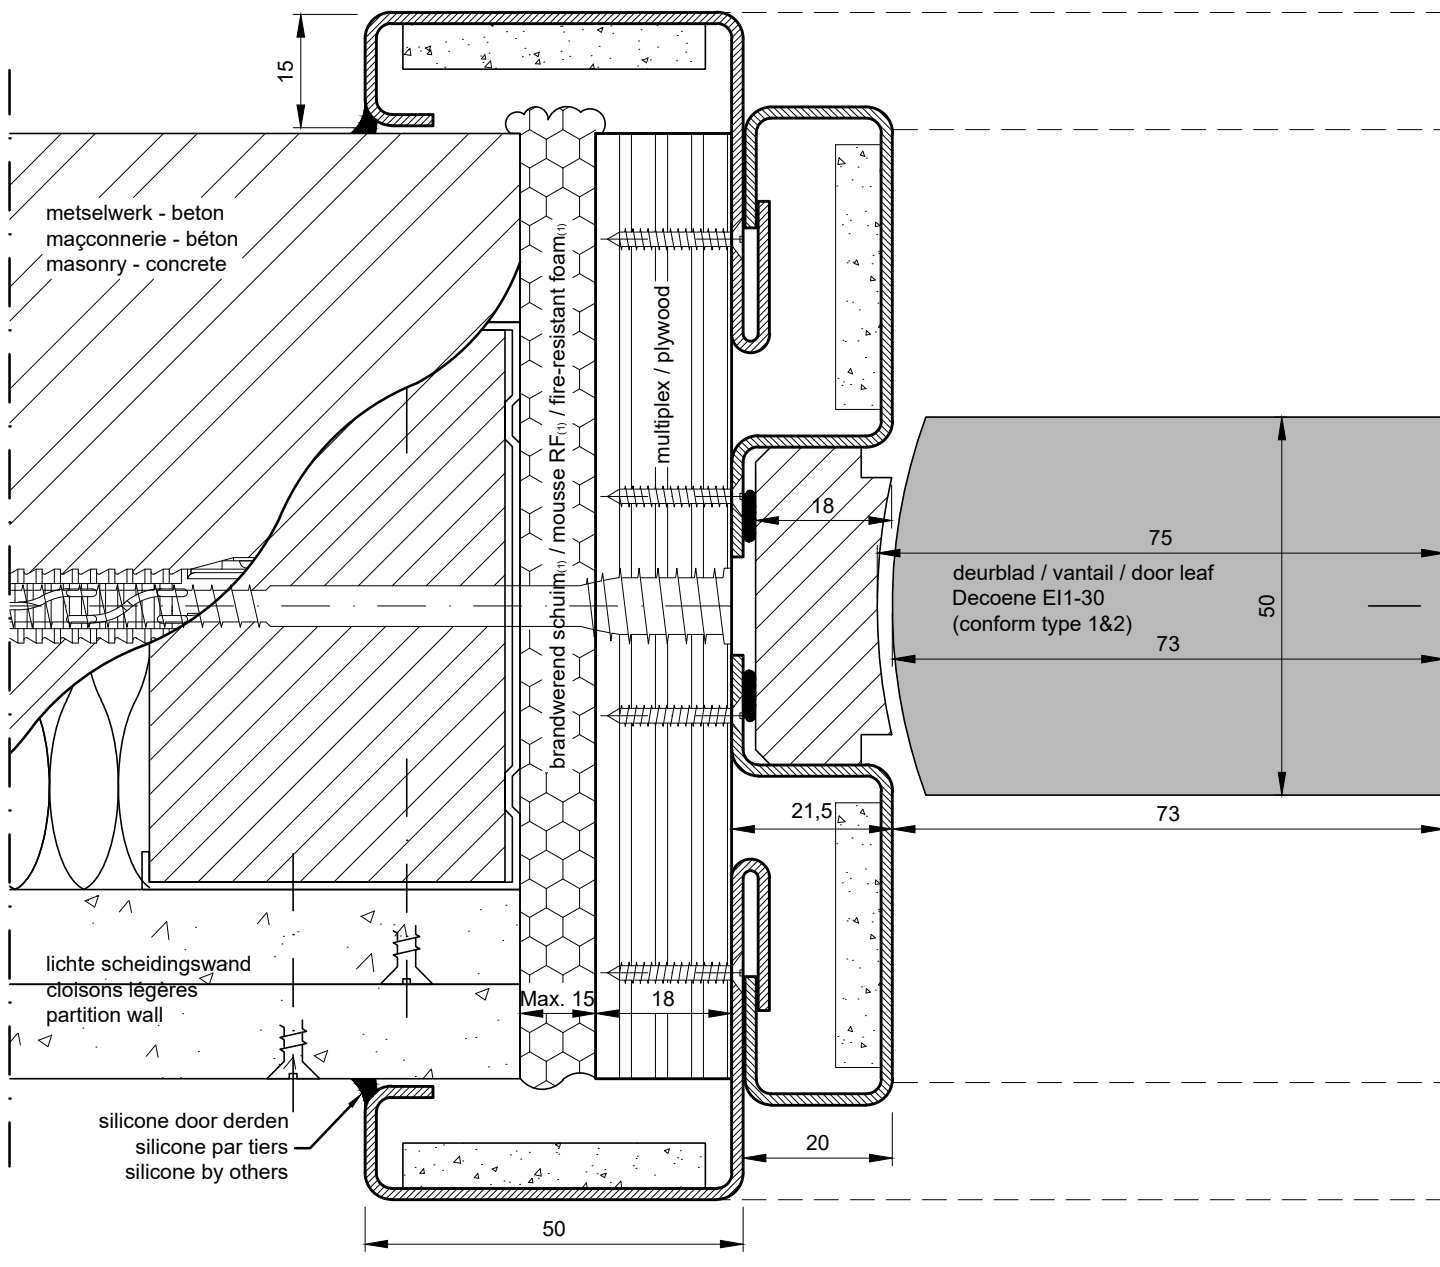 15
metselwerk - beton
maçconnerie - béton
masonry - concrete
brandwerend schuim(1) / mousse RF(1) / fire-resistant foam(1)
multiplex / plywood
18
75
deurblad / vantail / door leaf
Decoene EI1-30
(conform type 1&2)
50
73
21,5
73
lichte scheidingswand
cloisons légères
partition wall
Max. 15
18
silicone door derden
silicone par tiers
silicone by others
20
50